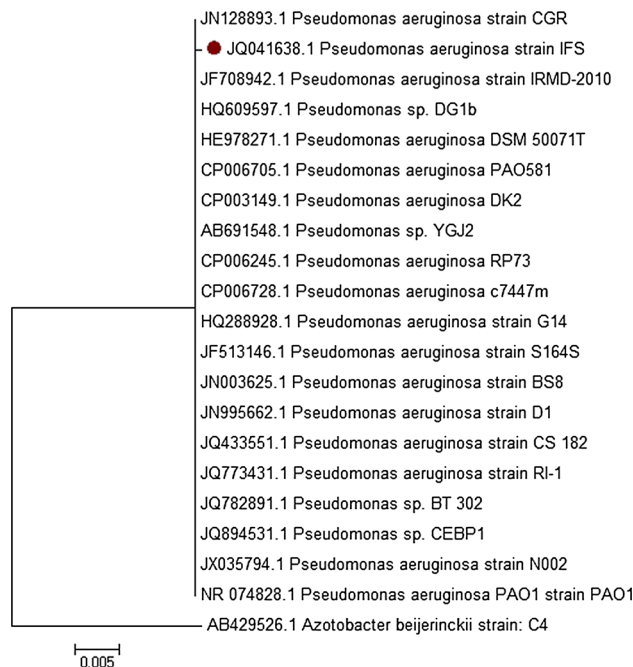 JN128893.1 Pseudomonas aeruginosa strain CGR
JQ041638.1 Pseudomonas aeruginosa strain IFS
JF708942.1 Pseudomonas aeruginosa strain IRMD-2010
HQ609597.1 Pseudomonas sp. DG1b
HE978271.1 Pseudomonas aeruginosa DSM 50071T
CP006705.1 Pseudomonas aeruginosa PAO581
CP003149.1 Pseudomonas aeruginosa DK2
AB691548.1 Pseudomonas sp. YGJ2
CP006245.1 Pseudomonas aeruginosa RP73
CP006728.1 Pseudomonas aeruginosa c7447m
HQ288928.1 Pseudomonas aeruginosa strain G14
JF513146.1 Pseudomonas aeruginosa strain S164S
JN003625.1 Pseudomonas aeruginosa strain BS8
JN995662.1 Pseudomonas aeruginosa strain D1
JQ433551.1 Pseudomonas aeruginosa strain CS 182
JQ773431.1 Pseudomonas aeruginosa strain RI-1
JQ782891.1 Pseudomonas sp. BT 302
JQ894531.1 Pseudomonas sp. CEBP1
JX035794.1 Pseudomonas aeruginosa strain N002
NR 074828.1 Pseudomonas aeruginosa PAO1 strain PAO1
AB429526.1 Azotobacter beijerinckii strain: C4
0.005